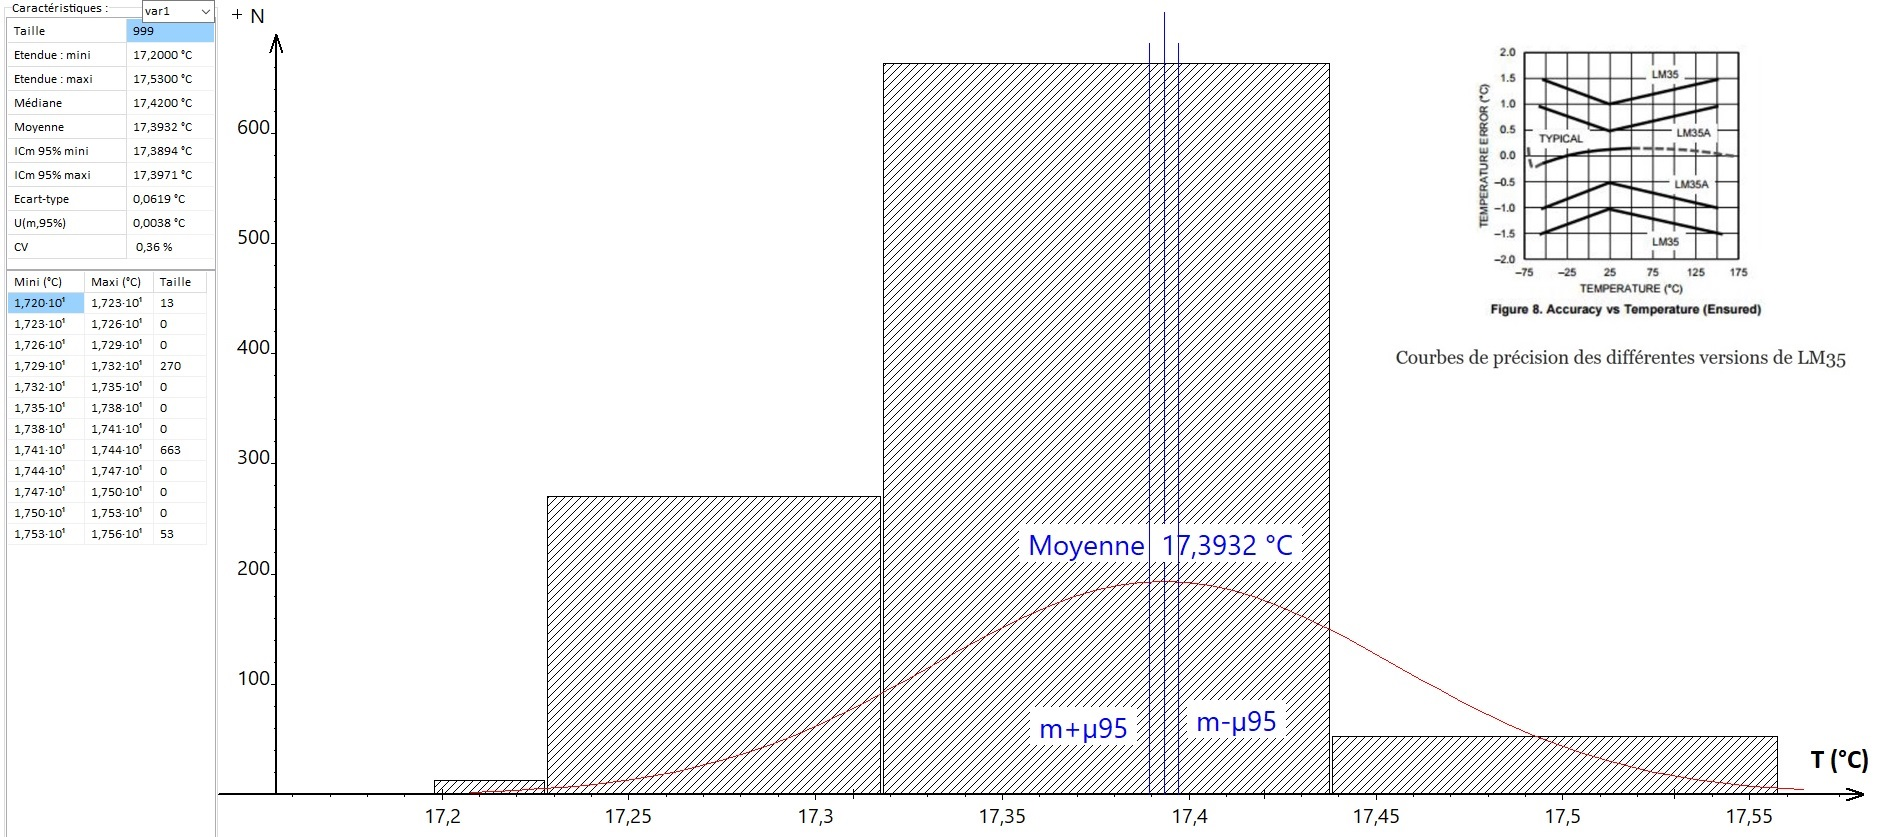 Caractéristiques : var1
Taille 999
Etendue : mini 17,2000 °C
Etendue : maxi 17,5300 °C
Médiane 17,4200 °C
Moyenne 17,3932 °C
ICm 95% mini 17,3894 °C
ICm 95% maxi 17,3971 °C
Ecart-type 0,0619 °C
U(m,95%) 0,0038 °C
CV 0,36 %
Mini (°C) Maxi (°C) Taille
1,720·10¹ 1,723·10¹ 13
1,723·10¹ 1,726·10¹ 0
1,726·10¹ 1,729·10¹ 0
1,729·10¹ 1,732·10¹ 270
1,732·10¹ 1,735·10¹ 0
1,735·10¹ 1,738·10¹ 0
1,738·10¹ 1,741·10¹ 0
1,741·10¹ 1,744·10¹ 663
1,744·10¹ 1,747·10¹ 0
1,747·10¹ 1,750·10¹ 0
1,750·10¹ 1,753·10¹ 0
1,753·10¹ 1,756·10¹ 53
+ N
600
500
400
300
200
100
Moyenne 17,3932 °C
m+µ95
m-µ95
T (°C)
17,2 17,25 17,3 17,35 17,4 17,45 17,5 17,55
TEMPERATURE ERROR (°C)
2.0
1.5
1.0
0.5
0.0
−0.5
−1.0
−1.5
−2.0
LM35
LM35A
TYPICAL
LM35A
LM35
−75 −25 25 75 125 175
TEMPERATURE (°C)
Figure 8. Accuracy vs Temperature (Ensured)
Courbes de précision des différentes versions de LM35